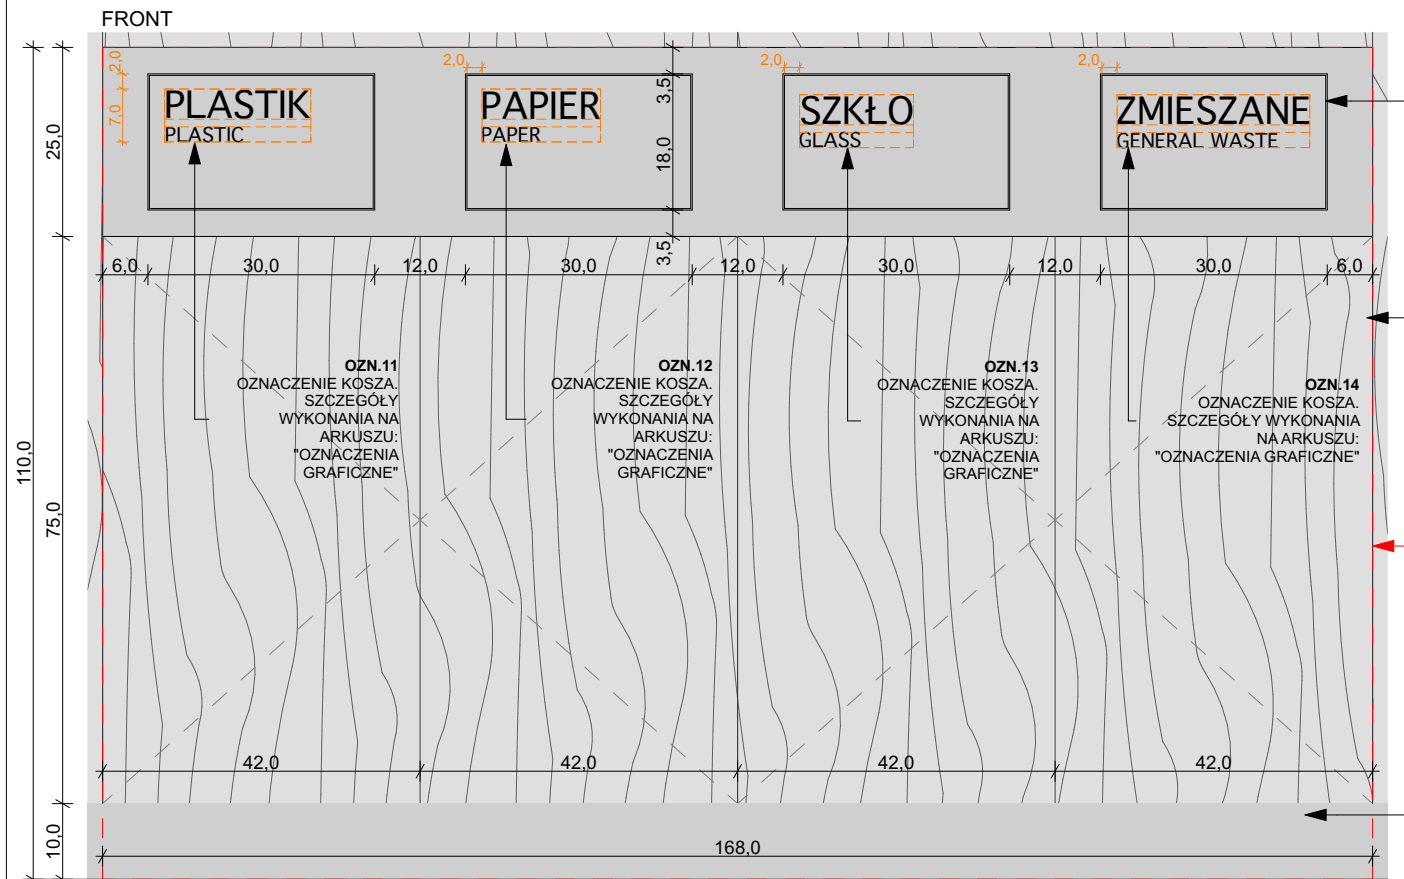 FRONT
2,0
7,0
PLASTIK
PLASTIC
2,0
PAPIER
PAPER
3,5
18,0
3,5
2,0
SZKŁO
GLASS
2,0
ZMIESZANE
GENERAL WASTE
25,0
6,0 30,0 12,0 30,0 12,0 30,0 12,0 30,0 6,0
OZN.11
OZNACZENIE KOSZA.
SZCZEGÓŁY
WYKONANIA NA
ARKUSZU:
"OZNACZENIA
GRAFICZNE"
OZN.12
OZNACZENIE KOSZA.
SZCZEGÓŁY
WYKONANIA NA
ARKUSZU:
"OZNACZENIA
GRAFICZNE"
OZN.13
OZNACZENIE KOSZA.
SZCZEGÓŁY
WYKONANIA NA
ARKUSZU:
"OZNACZENIA
GRAFICZNE"
OZN.14
OZNACZENIE KOSZA.
SZCZEGÓŁY WYKONANIA
NA ARKUSZU:
"OZNACZENIA GRAFICZNE"
110,0
75,0
42,0 42,0 42,0 42,0
10,0
168,0